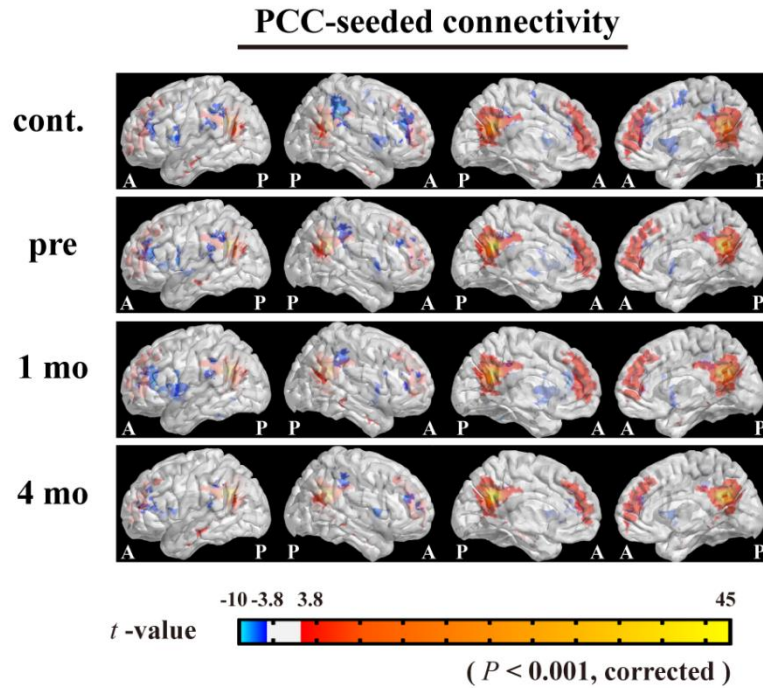 PCC-seeded connectivity
cont.
A P P A P A A P
pre
A P P A P A A P
1 mo
A P P A P A A P
4 mo
A P P A P A A P
-10 -3.8 3.8 45
t -value
( P < 0.001, corrected )